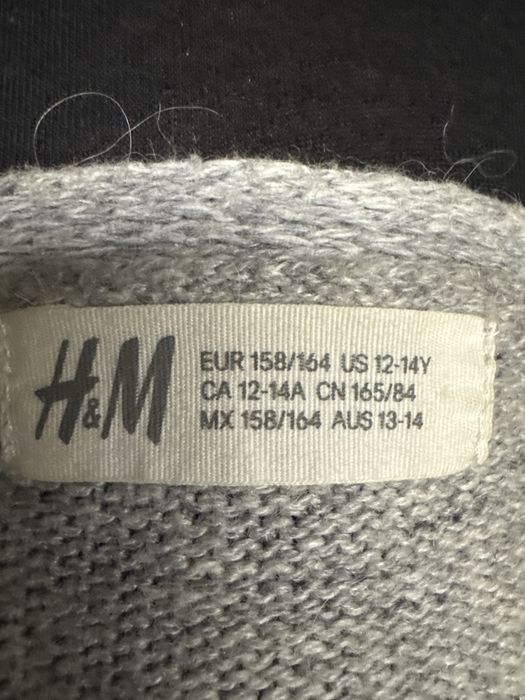 H&M
EUR 158/164 US 12-14Y
CA 12-14A CN 165/84
MX 158/164 AUS 13-14